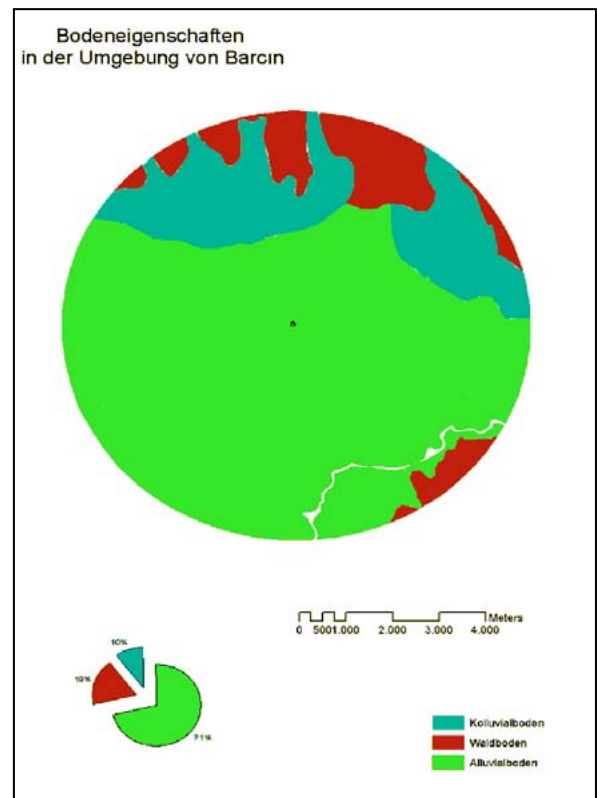 Bodeneigenschaften
in der Umgebung von Barcın
Meters
0 5001.000 2.000 3.000 4.000
10%
19%
71%
Kolluvialboden
Waldboden
Alluvialboden